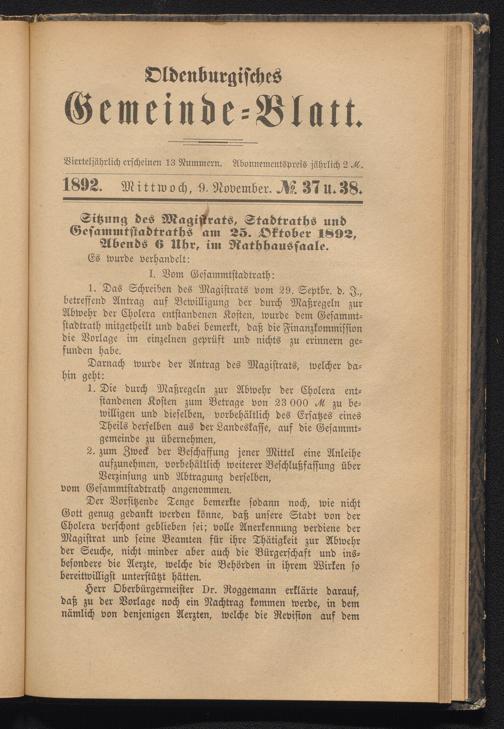 Oldenburgisches
Gemeinde-Blatt.
Vierteljährlich erscheinen 13 Nummern. Abonnementspreis jährlich 2 M.
1892. Mittwoch, 9. November. № 37 u. 38.
Sitzung des Magistrats, Stadtraths und
Gesammtstadtraths am 25. Oktober 1892,
Abends 6 Uhr, im Rathhaussaale.
Es wurde verhandelt:
I. Vom Gesammtstadtrath:
1. Das Schreiben des Magistrats vom 29. Septbr. d. J.,
betreffend Antrag auf Bewilligung der durch Maßregeln zur
Abwehr der Cholera entstandenen Kosten, wurde dem Gesammt-
stadtrath mitgetheilt und dabei bemerkt, daß die Finanzkommission
die Vorlage im einzelnen geprüft und nichts zu erinnern ge-
funden habe.
Darnach wurde der Antrag des Magistrats, welcher da-
hin geht:
1. Die durch Maßregeln zur Abwehr der Cholera ent-
standenen Kosten zum Betrage von 23 000 M zu be-
willigen und dieselben, vorbehältlich des Ersatzes eines
Theils derselben aus der Landeskasse, auf die Gesammt-
gemeinde zu übernehmen,
2. zum Zweck der Beschaffung jener Mittel eine Anleihe
aufzunehmen, vorbehältlich weiterer Beschlußfassung über
Verzinsung und Abtragung derselben,
vom Gesammtstadtrath angenommen.
Der Vorsitzende Tenge bemerkte sodann noch, wie nicht
Gott genug gedankt werden könne, daß unsere Stadt von der
Cholera verschont geblieben sei; volle Anerkennung verdiene der
Magistrat und seine Beamten für ihre Thätigkeit zur Abwehr
der Seuche, nicht minder aber auch die Bürgerschaft und ins-
besondere die Aerzte, welche die Behörden in ihrem Wirken so
bereitwilligst unterstützt hätten.
Herr Oberbürgermeister Dr. Roggemann erklärte darauf,
daß zu der Vorlage noch ein Nachtrag kommen werde, in dem
nämlich von denjenigen Aerzten, welche die Revision auf dem